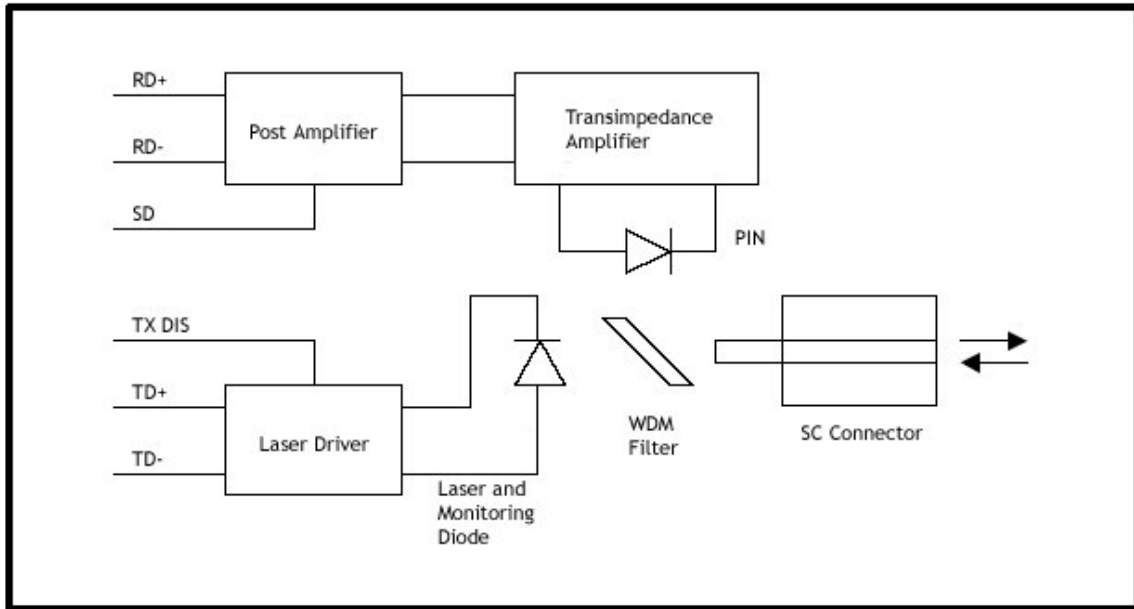 RD+
Post Amplifier
RD-
SD
Transimpedance
Amplifier
PIN
TX DIS
TD+
Laser Driver
TD-
Laser and
Monitoring
Diode
WDM
Filter
SC Connector